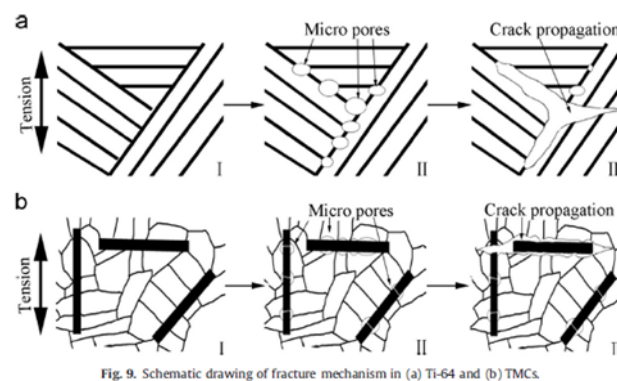 a
Micro pores
Crack propagation
Tension
I
II
II
b
Micro pores
Crack propagation
Tension
I
II
Fig. 9. Schematic drawing of fracture mechanism in (a) Ti-64 and (b) TMCs.